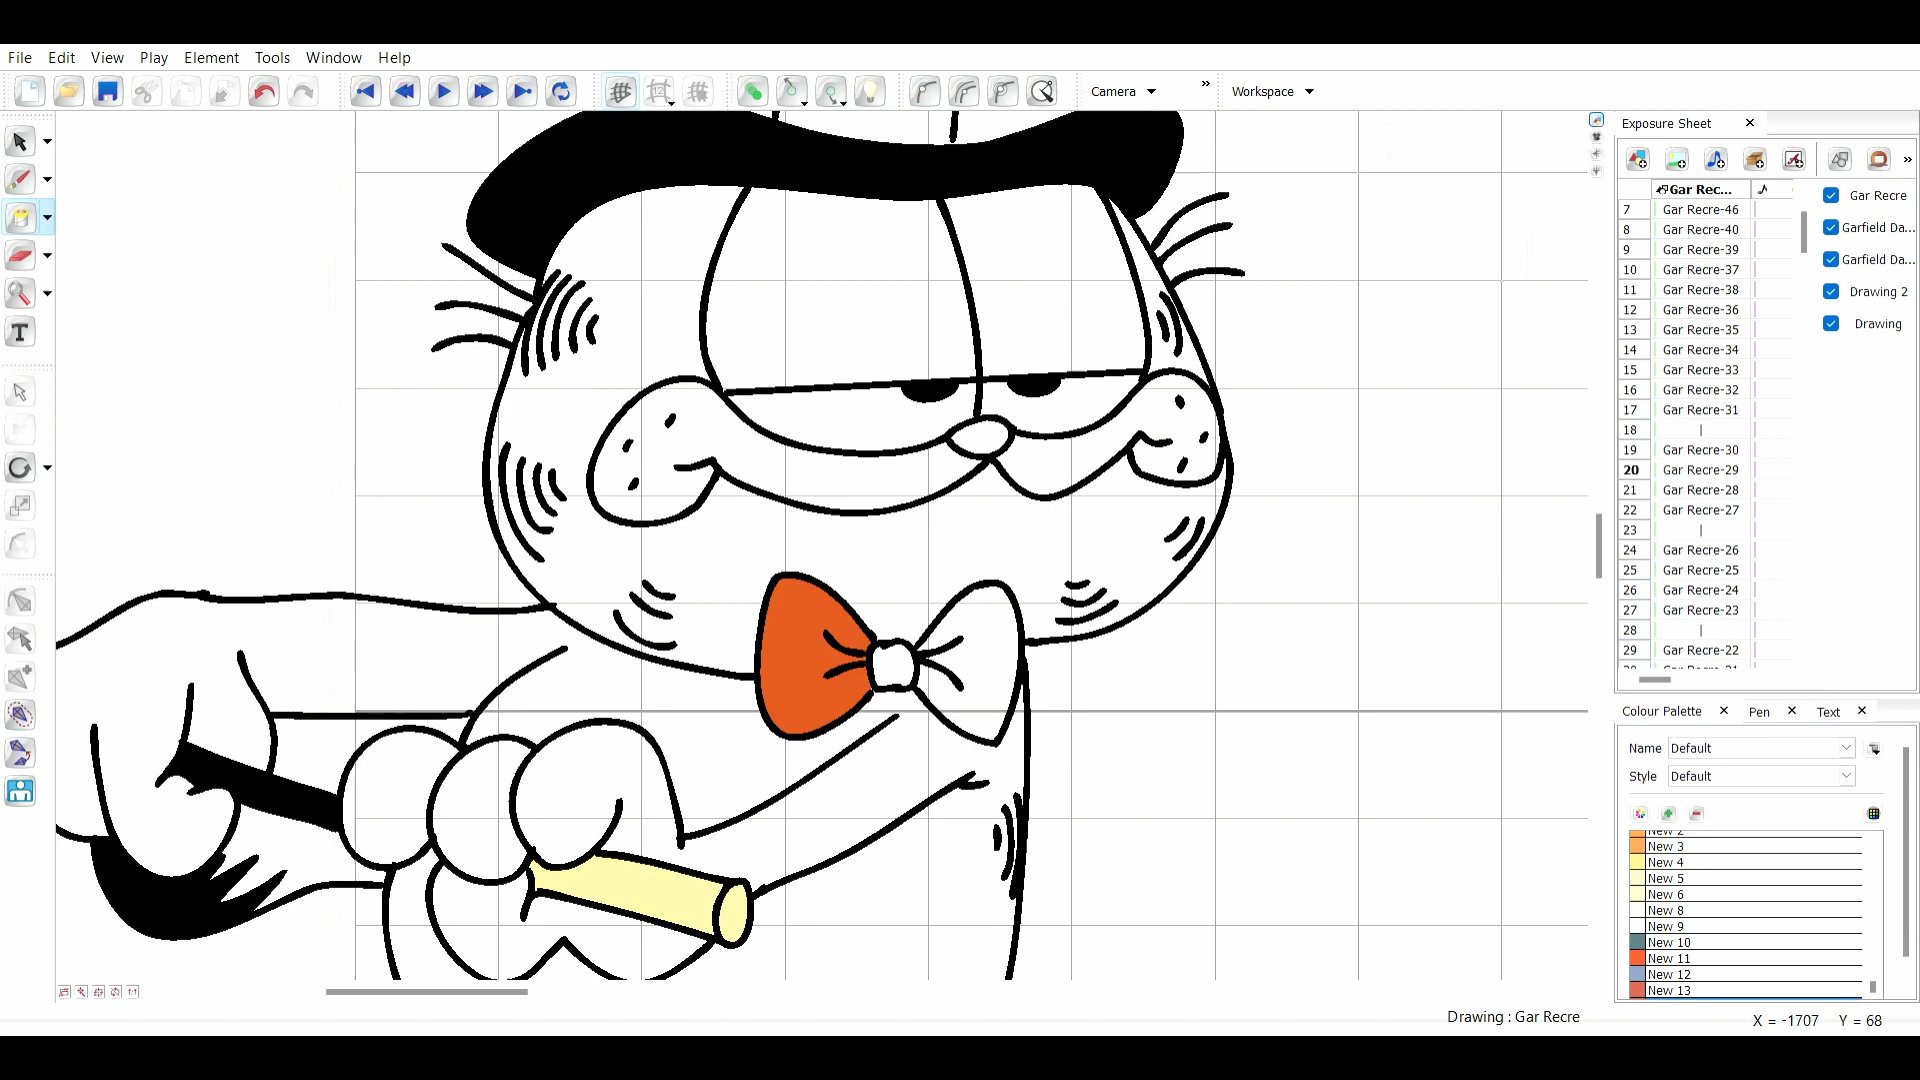 File Edit View Play Element Tools Window Help
Camera » Workspace
Exposure Sheet
»
Gar Rec...
7 Gar Recre-46
8 Gar Recre-40
9 Gar Recre-39
10 Gar Recre-37
11 Gar Recre-38
12 Gar Recre-36
13 Gar Recre-35
14 Gar Recre-34
15 Gar Recre-33
16 Gar Recre-32
17 Gar Recre-31
18
19 Gar Recre-30
20 Gar Recre-29
21 Gar Recre-28
22 Gar Recre-27
23
24 Gar Recre-26
25 Gar Recre-25
26 Gar Recre-24
27 Gar Recre-23
28
29 Gar Recre-22
Gar Recre
Garfield Da...
Garfield Da...
Drawing 2
Drawing
Colour Palette Pen Text
Name Default
Style Default
New 2
New 3
New 4
New 5
New 6
New 8
New 9
New 10
New 11
New 12
New 13
Drawing : Gar Recre
X = -1707 Y = 68